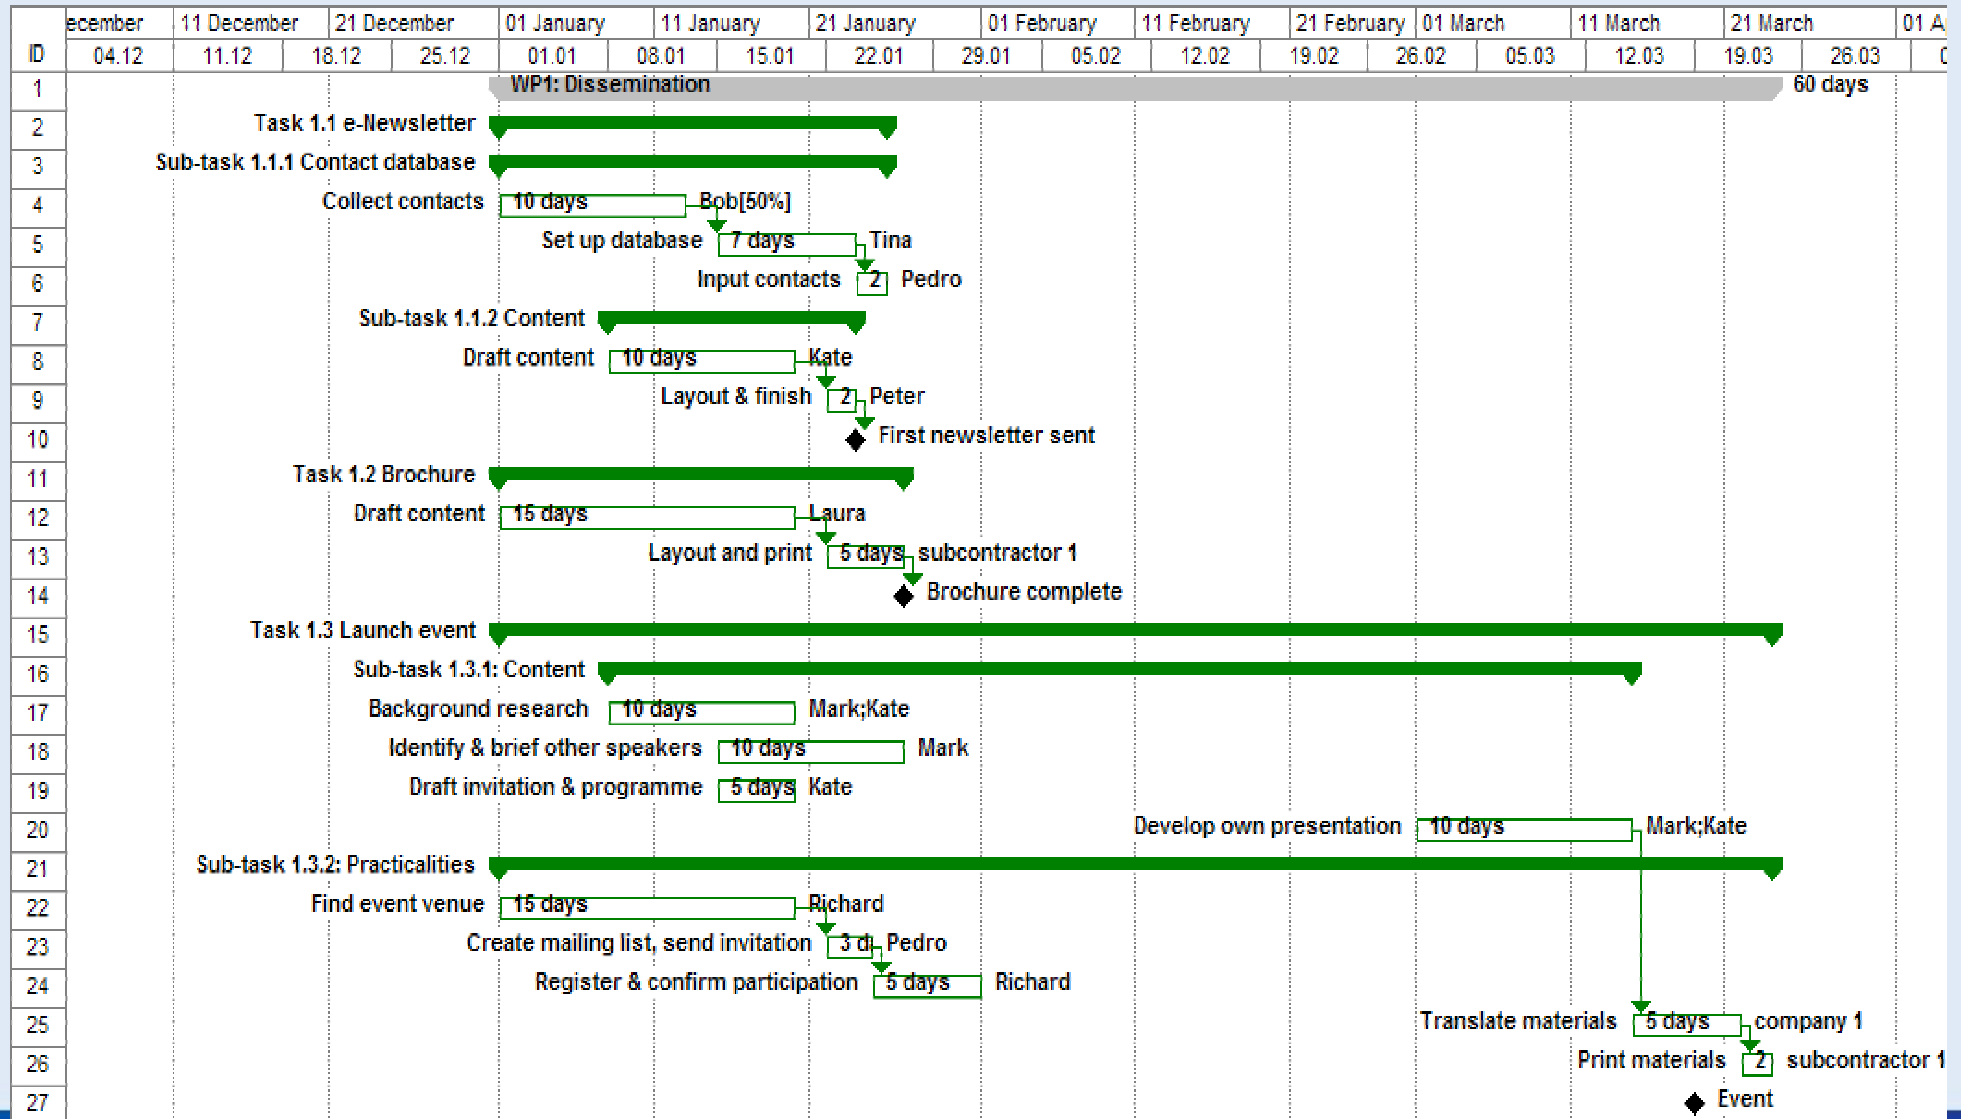 ecember 11 December 21 December 01 January 11 January 21 January 01 February 11 February 21 February 01 March 11 March 21 March 01 A
ID 04.12 11.12 18.12 25.12 01.01 08.01 15.01 22.01 29.01 05.02 12.02 19.02 26.02 05.03 12.03 19.03 26.03 0
1 WP1: Dissemination 60 days
2 Task 1.1 e-Newsletter
3 Sub-task 1.1.1 Contact database
4 Collect contacts 10 days Bob[50%]
5 Set up database 7 days Tina
6 Input contacts 2 Pedro
7 Sub-task 1.1.2 Content
8 Draft content 10 days Kate
9 Layout & finish 2 Peter
10 First newsletter sent
11 Task 1.2 Brochure
12 Draft content 15 days Laura
13 Layout and print 5 days subcontractor 1
14 Brochure complete
15 Task 1.3 Launch event
16 Sub-task 1.3.1: Content
17 Background research 10 days Mark;Kate
18 Identify & brief other speakers 10 days Mark
19 Draft invitation & programme 5 days Kate
20 Develop own presentation 10 days Mark;Kate
21 Sub-task 1.3.2: Practicalities
22 Find event venue 15 days Richard
23 Create mailing list, send invitation 3 d Pedro
24 Register & confirm participation 5 days Richard
25 Translate materials 5 days company 1
26 Print materials 2 subcontractor 1
27 Event